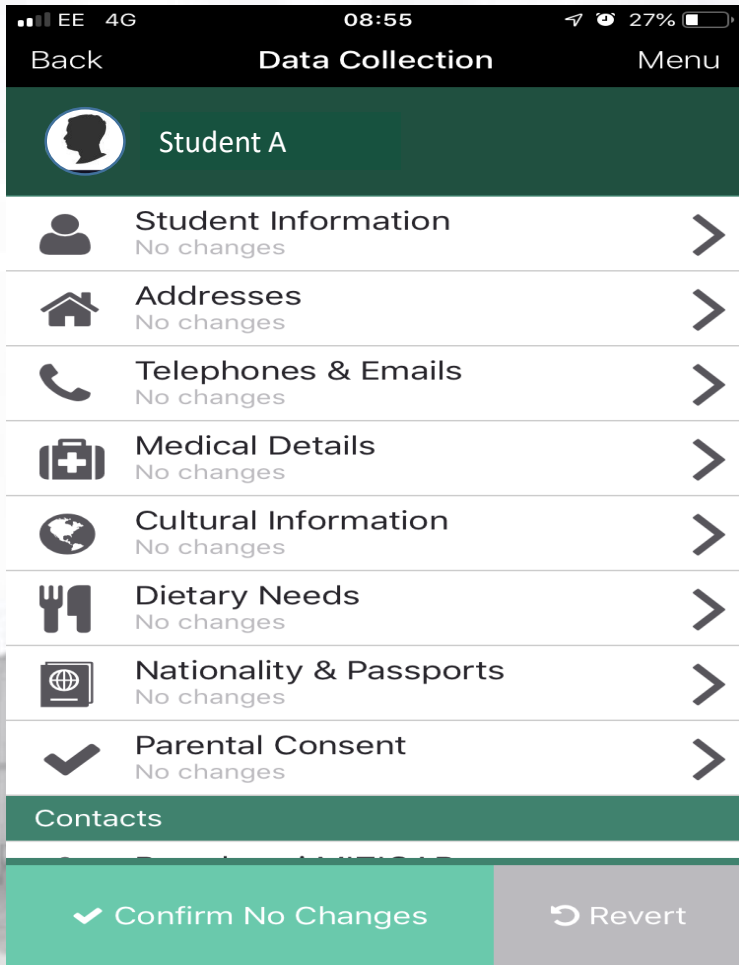 EE 4G 08:55 27%
Back Data Collection Menu
Student A
Student Information
No changes
Addresses
No changes
Telephones & Emails
No changes
Medical Details
No changes
Cultural Information
No changes
Dietary Needs
No changes
Nationality & Passports
No changes
Parental Consent
No changes
Contacts
Confirm No Changes Revert